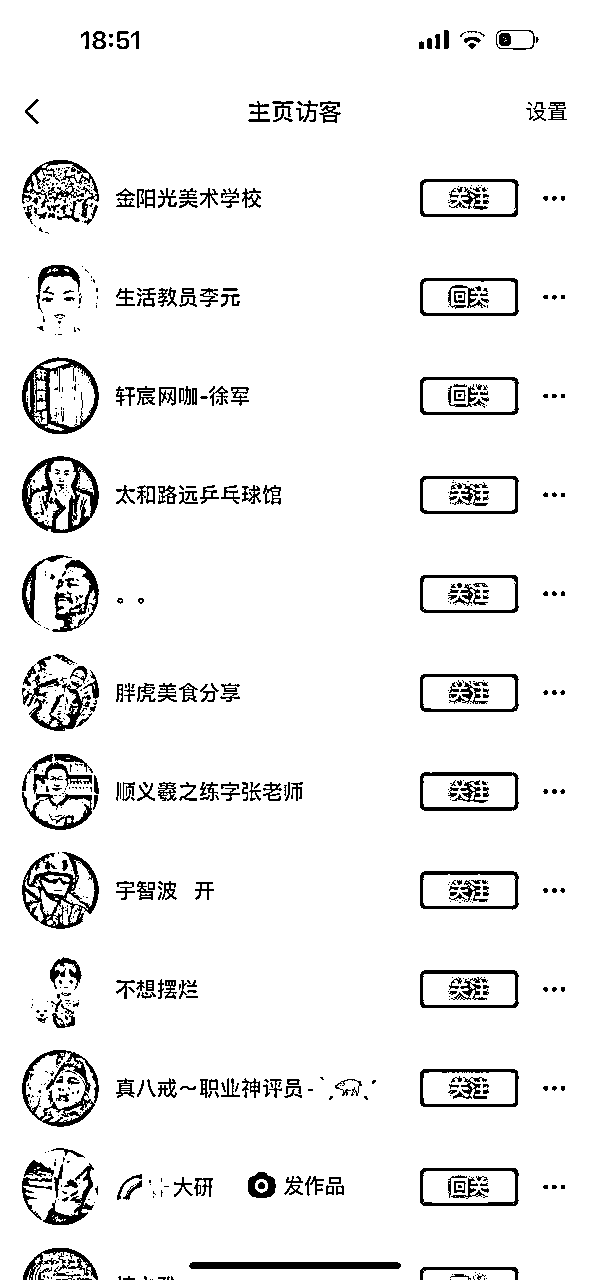 18:51
主页访客 设置
金阳光美术学校 关注
生活教员李元 回关
轩宸网咖-徐军 回关
太和路远乒乓球馆 关注
。。 关注
胖虎美食分享 关注
顺义羲之练字张老师 关注
宇智波 开 关注
不想摆烂 关注
真八戒～职业神评员 关注
大研 发作品 回关